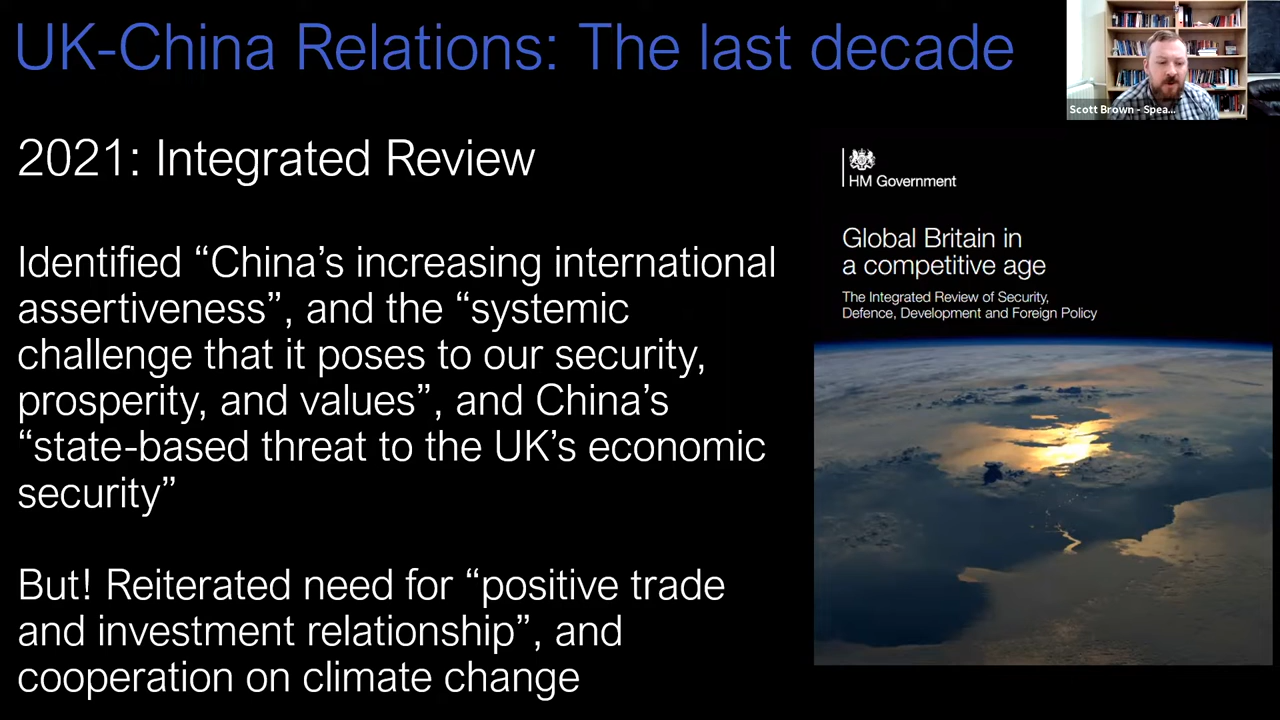 UK-China Relations: The last decade
Scott Brown - Spea...
2021: Integrated Review
Identified “China’s increasing international
assertiveness”, and the “systemic
challenge that it poses to our security,
prosperity, and values”, and China’s
“state-based threat to the UK’s economic
security”
But! Reiterated need for “positive trade
and investment relationship”, and
cooperation on climate change
HM Government
Global Britain in
a competitive age
The Integrated Review of Security,
Defence, Development and Foreign Policy